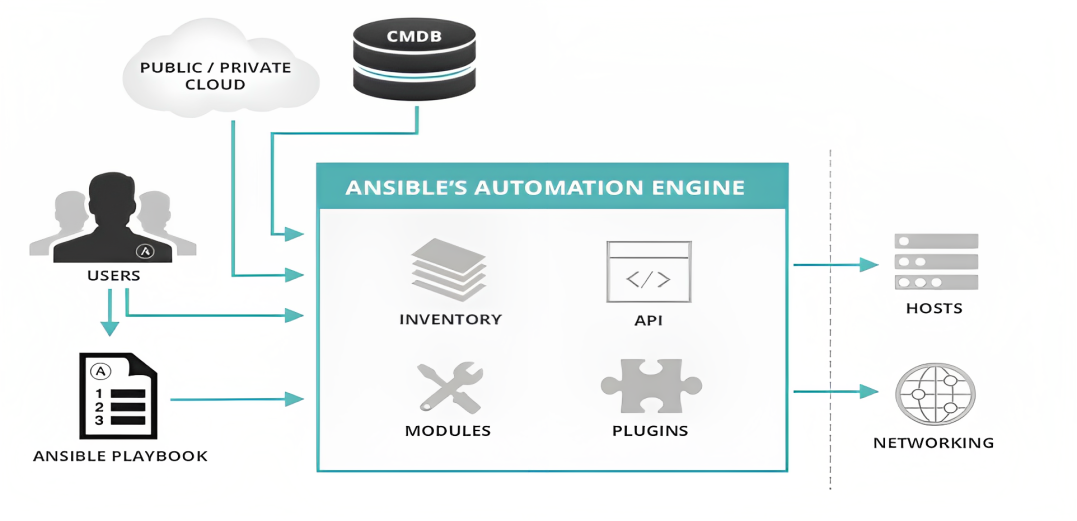 CMDB
PUBLIC / PRIVATE
CLOUD
ANSIBLE'S AUTOMATION ENGINE
USERS
A
INVENTORY
</>
API
HOSTS
A
1
2
3
MODULES
PLUGINS
NETWORKING
ANSIBLE PLAYBOOK